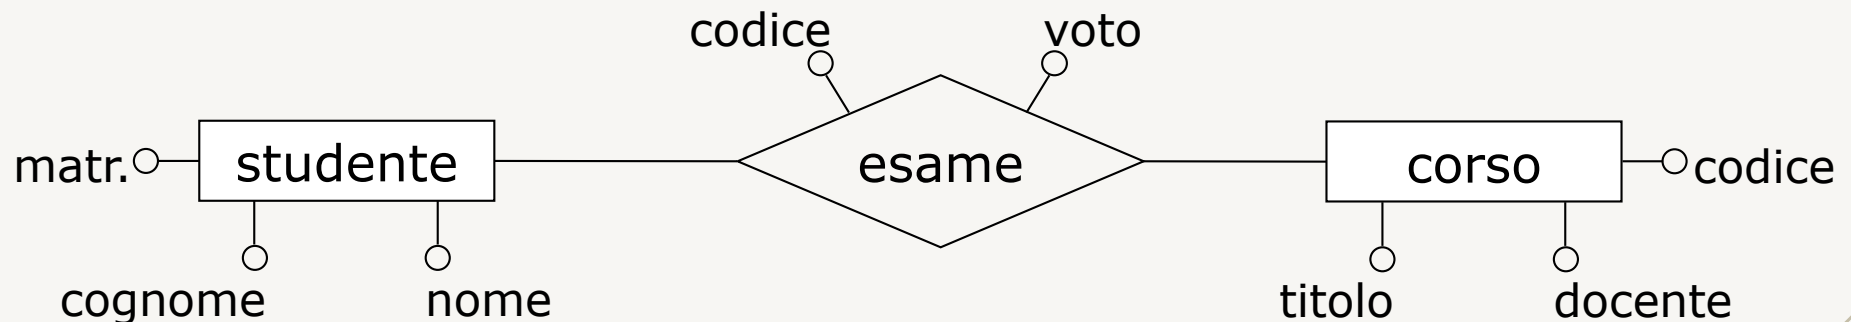 codice voto
matr. studente esame corso codice
cognome nome titolo docente